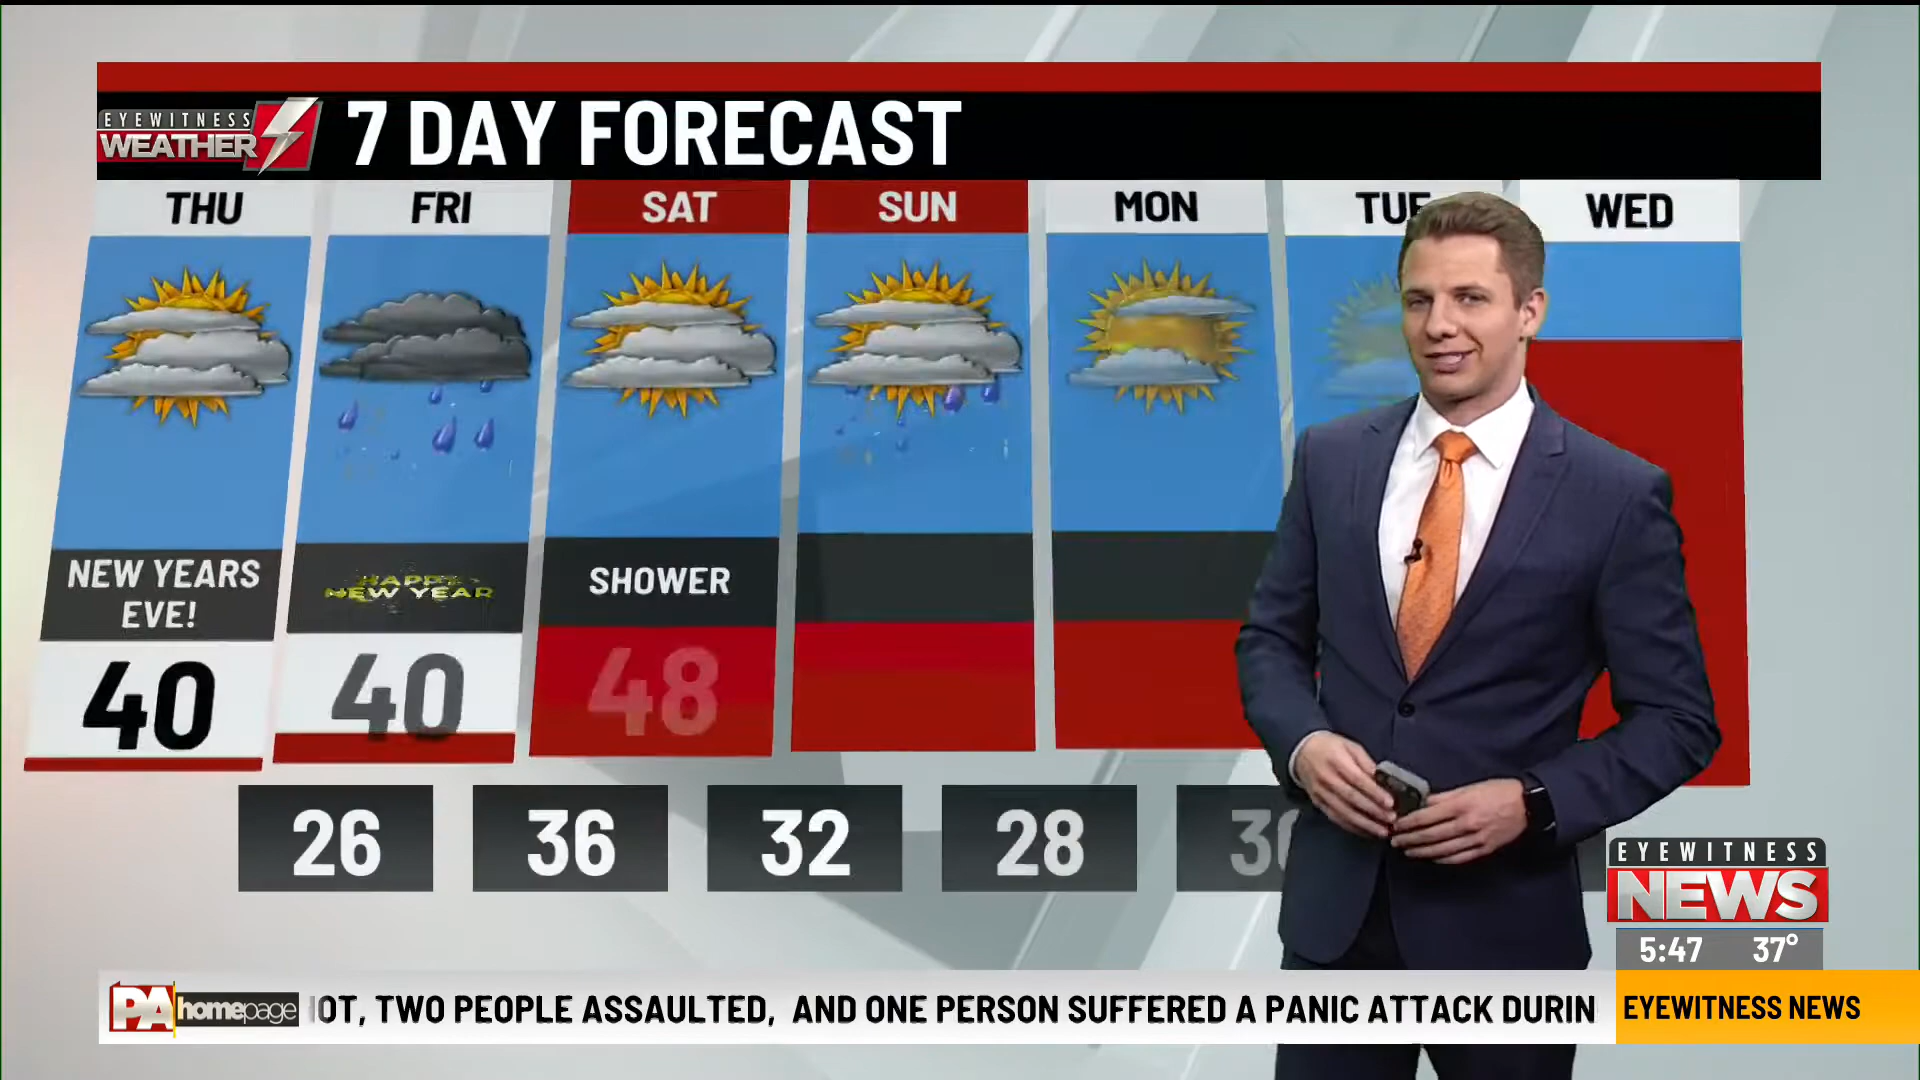 EYEWITNESS
WEATHER
7 DAY FORECAST
THU
FRI
SAT
SUN
MON
TUE
WED
NEW YEARS
EVE!
HAPPY
NEW YEAR
SHOWER
40
40
48
26
36
32
28
EYEWITNESS
NEWS
5:47 37°
PA homepage
OT, TWO PEOPLE ASSAULTED, AND ONE PERSON SUFFERED A PANIC ATTACK DURIN
EYEWITNESS NEWS